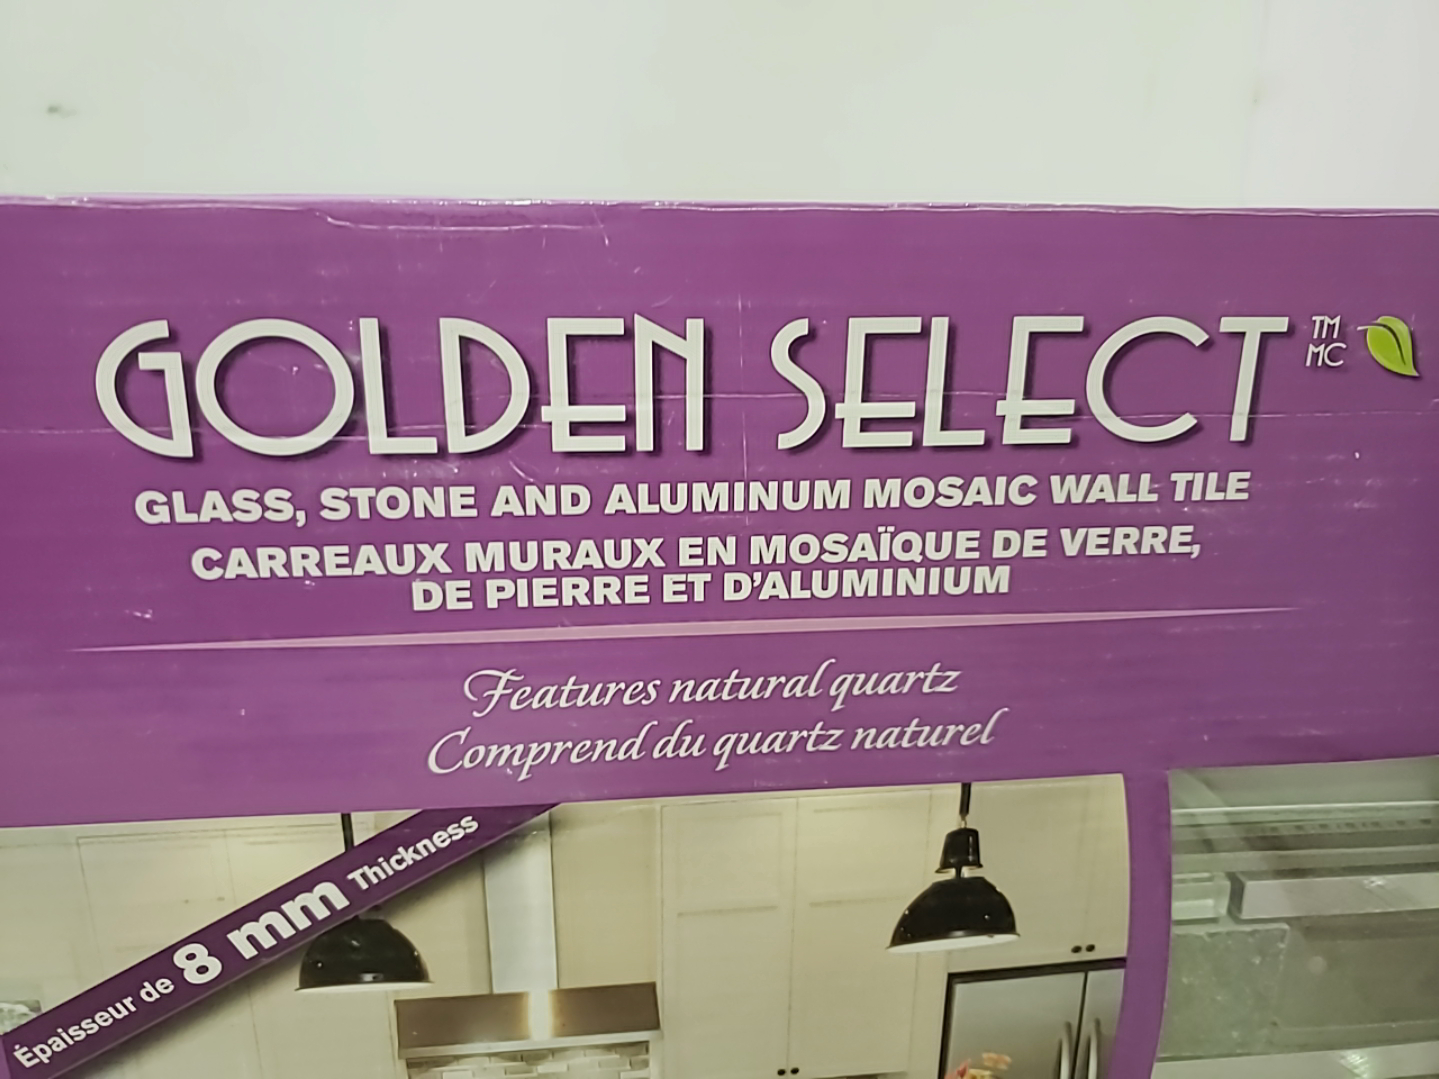 GOLDEN SELECT TM MC
GLASS, STONE AND ALUMINUM MOSAIC WALL TILE
CARREAUX MURAUX EN MOSAÏQUE DE VERRE,
DE PIERRE ET D'ALUMINIUM
Features natural quartz
Comprend du quartz naturel
Épaisseur de 8 mm Thickness